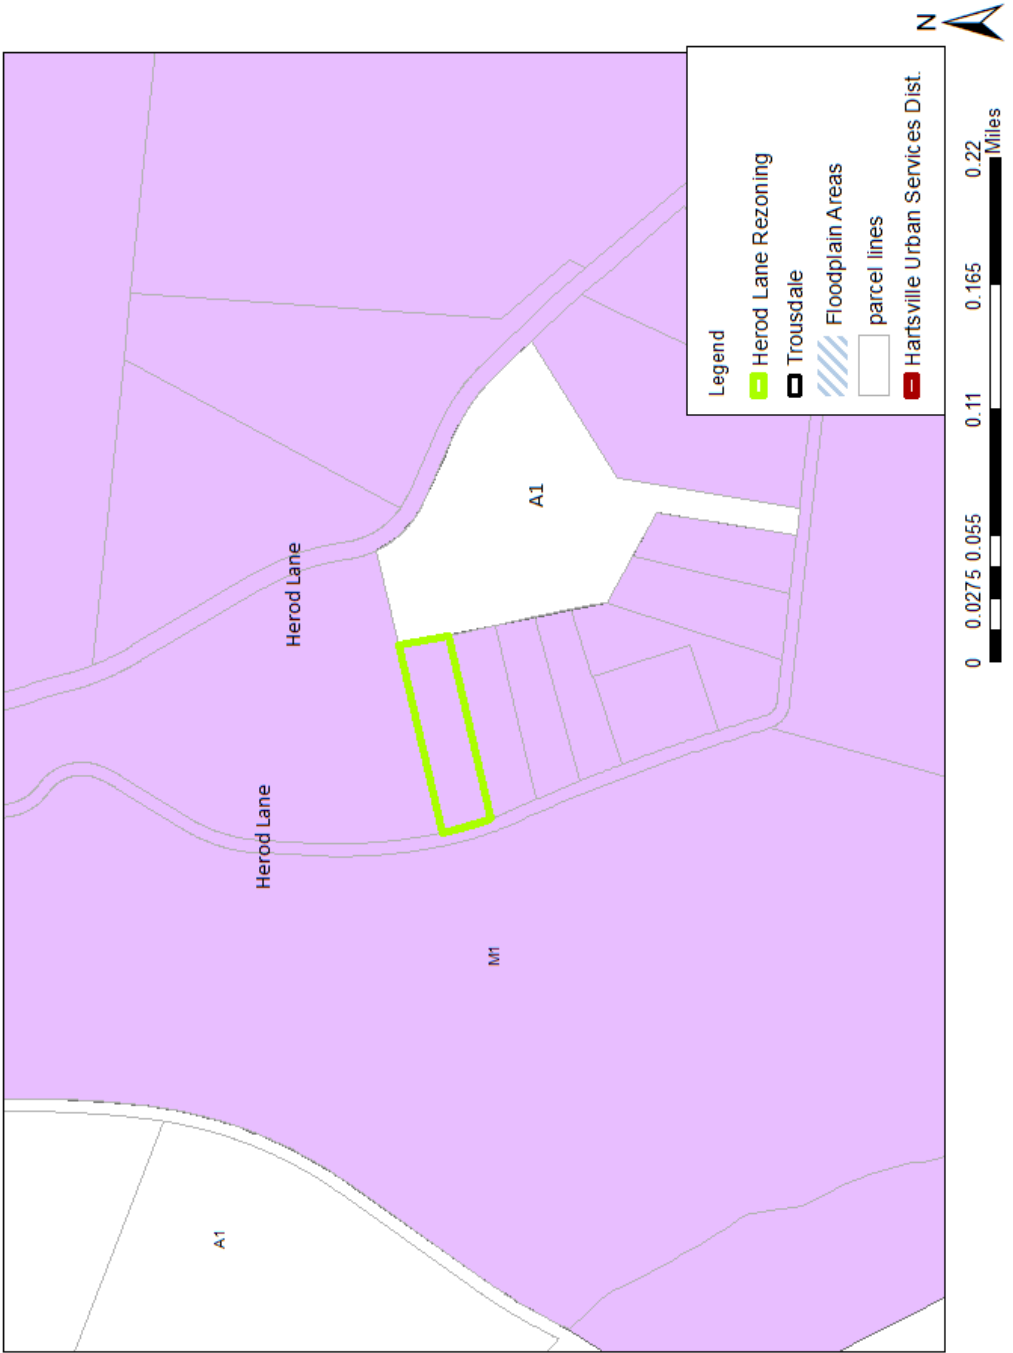 N
Herod Lane
Herod Lane
A1
M1
A1
Legend
Herod Lane Rezoning
Trousdale
Floodplain Areas
parcel lines
Hartsville Urban Services Dist.
0 0.0275 0.055 0.11 0.165 0.22
Miles